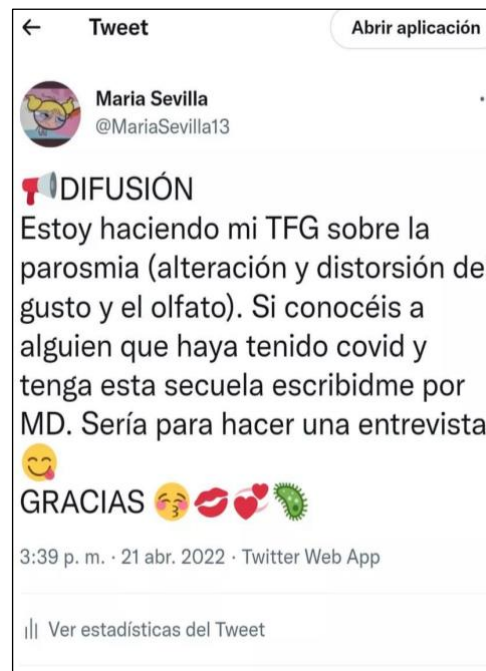 Tweet
Abrir aplicación
Maria Sevilla
@MariaSevilla13
DIFUSIÓN
Estoy haciendo mi TFG sobre la
parosmia (alteración y distorsión de
gusto y el olfato). Si conocéis a
alguien que haya tenido covid y
tenga esta secuela escribidme por
MD. Sería para hacer una entrevista
GRACIAS
3:39 p. m. · 21 abr. 2022 · Twitter Web App
Ver estadísticas del Tweet